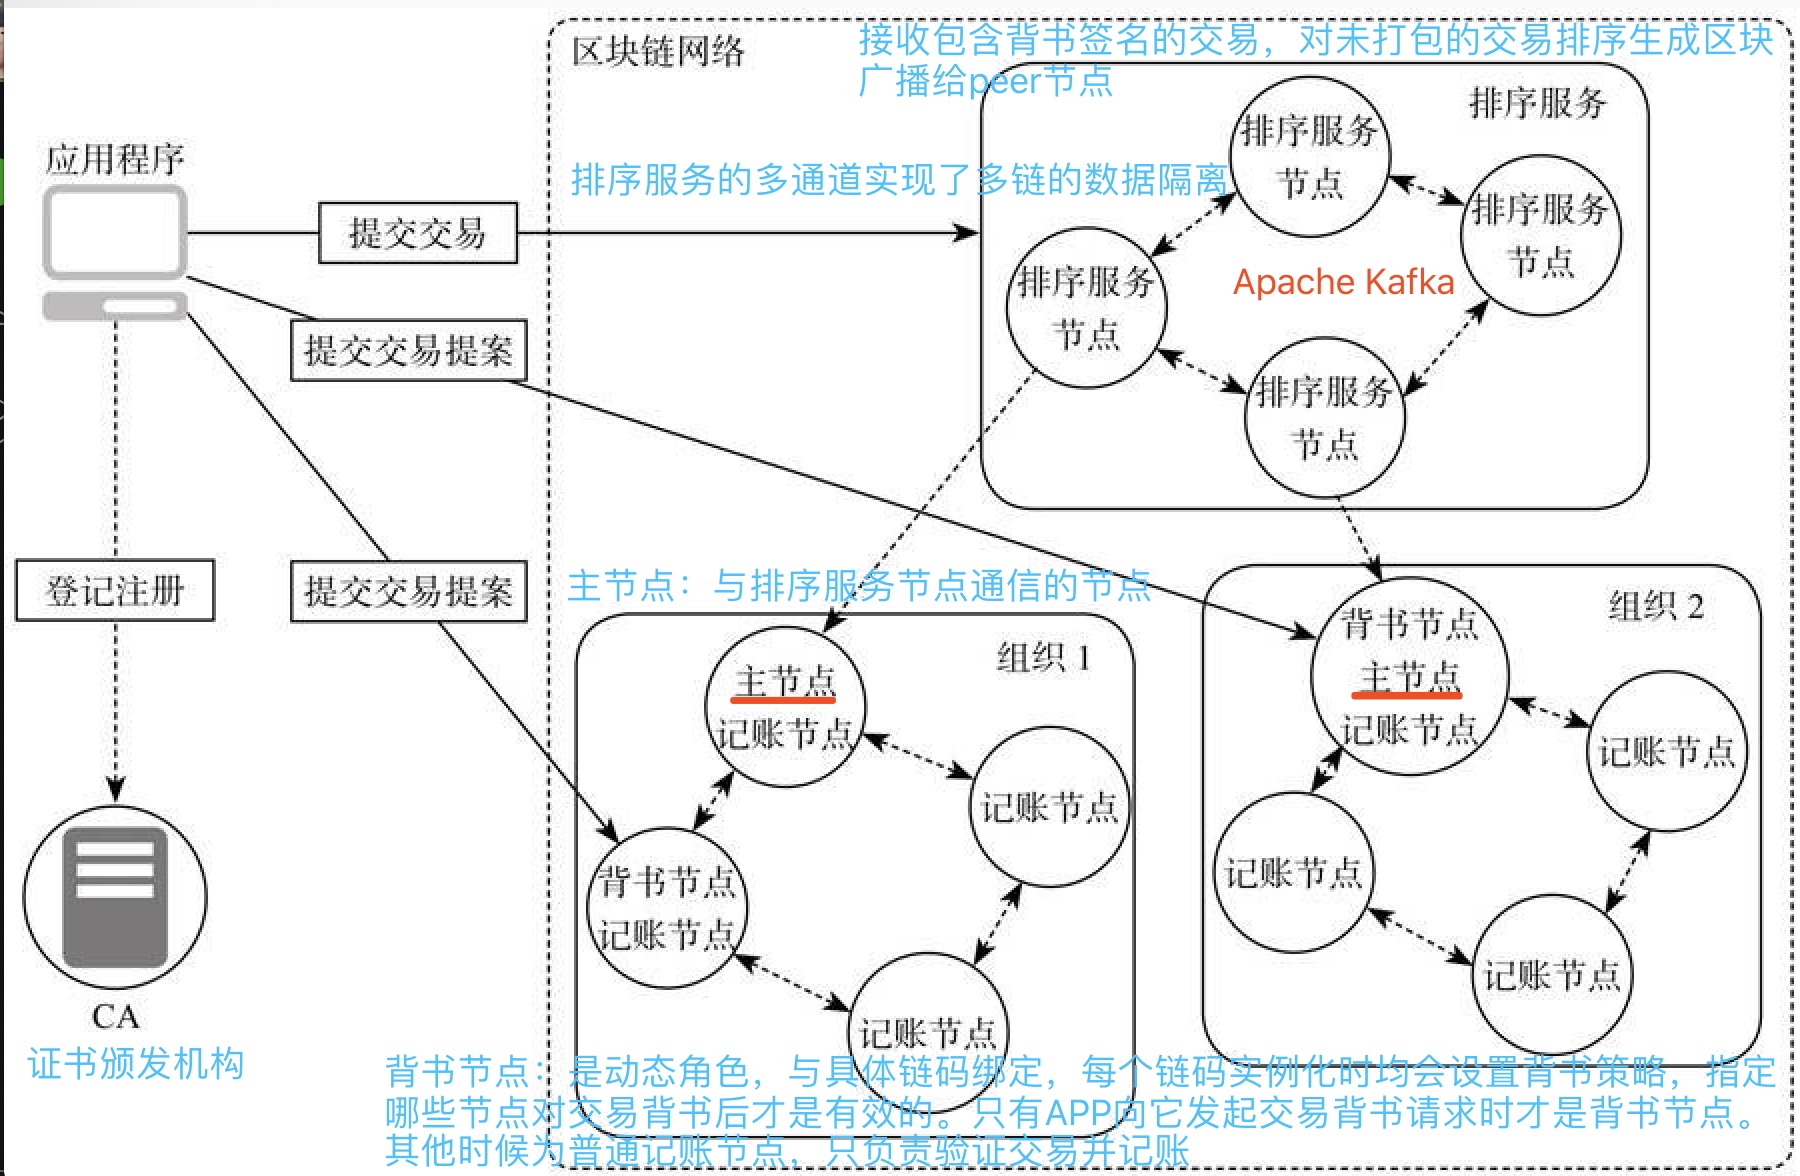 区块链网络
接收包含背书签名的交易，对未打包的交易排序生成区块
广播给peer节点
排序服务
排序服务
节点
应用程序
排序服务的多通道实现了多链的数据隔离
提交交易
排序服务
节点
排序服务
节点
Apache Kafka
提交交易提案
排序服务
节点
登记注册
提交交易提案
主节点：与排序服务节点通信的节点
组织 1
主节点
记账节点
记账节点
背书节点
记账节点
记账节点
组织 2
背书节点
主节点
记账节点
记账节点
记账节点
记账节点
CA
证书颁发机构
背书节点：是动态角色，与具体链码绑定，每个链码实例化时均会设置背书策略，指定
哪些节点对交易背书后才是有效的。只有APP向它发起交易背书请求时才是背书节点。
其他时候为普通记账节点，只负责验证交易并记账